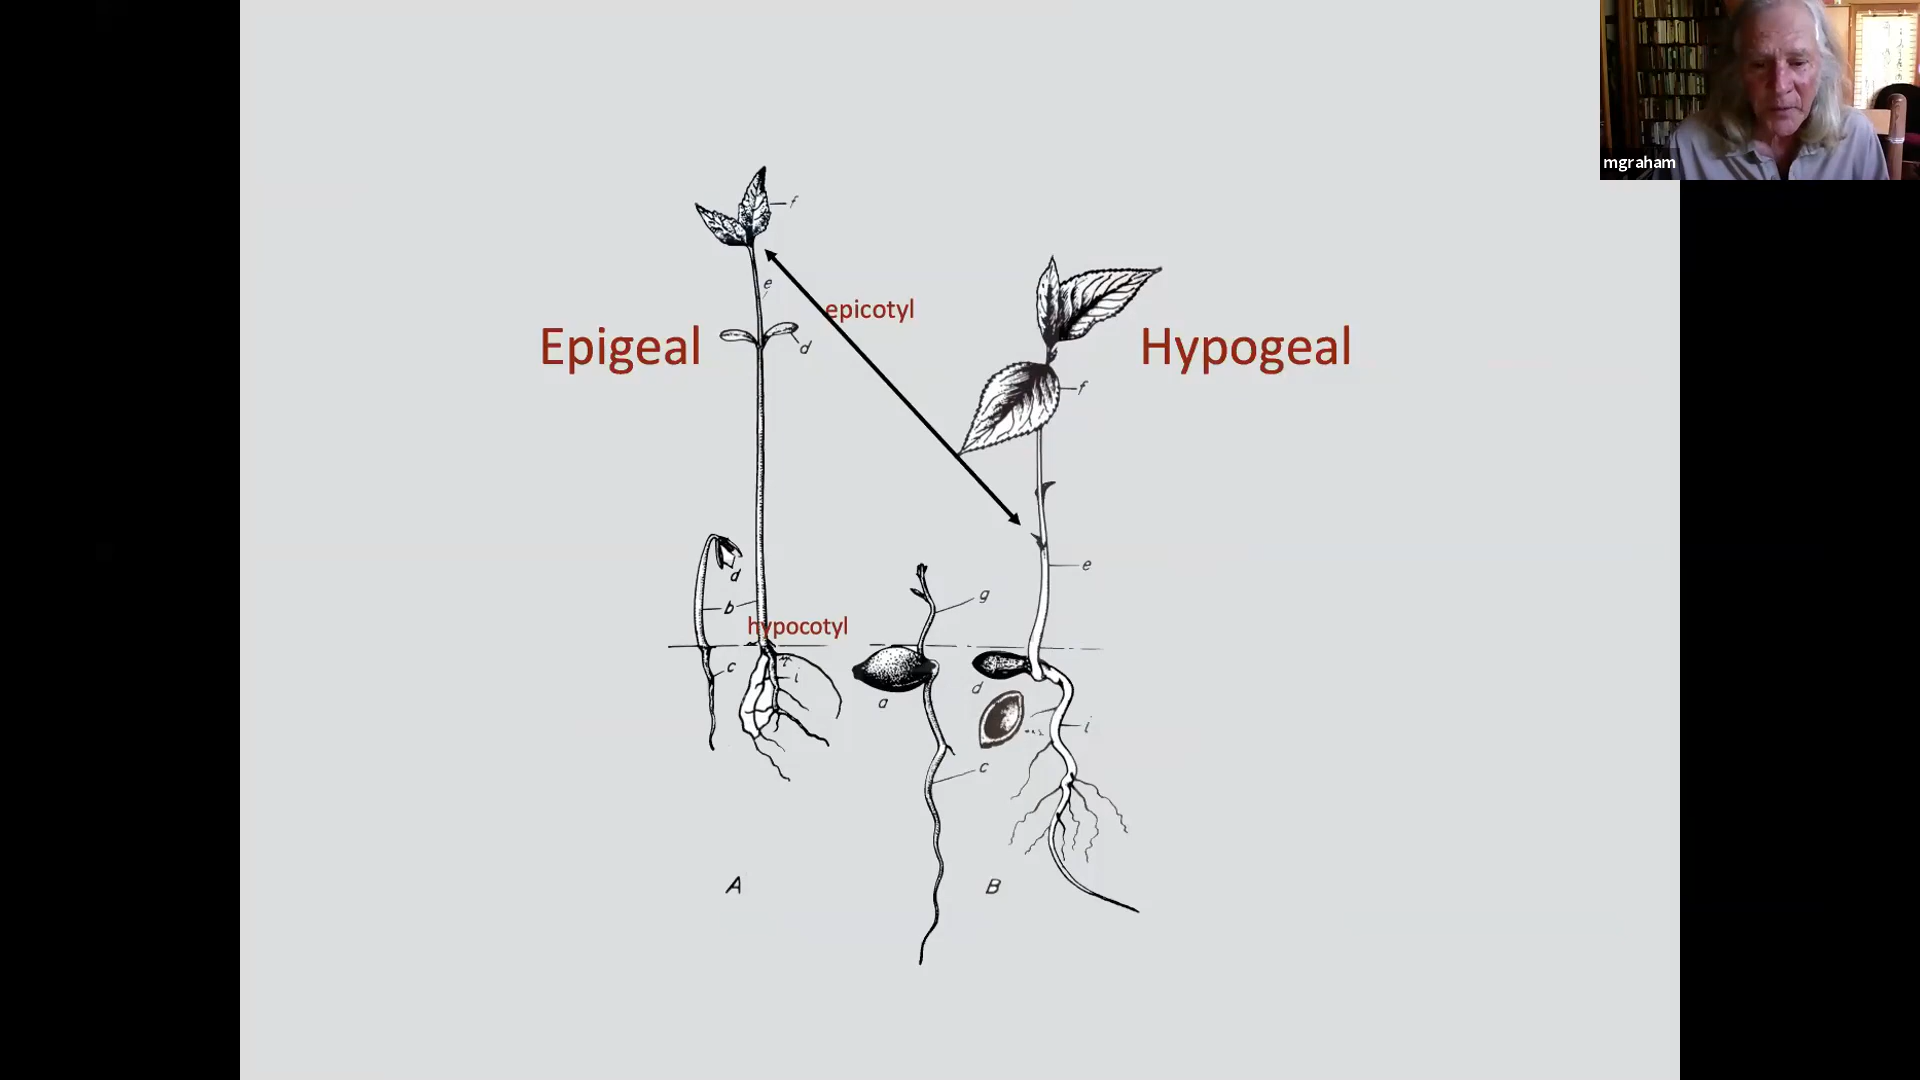 mgraham
f
e
epicotyl
Epigeal
d
Hypogeal
f
d
b
e
g
hypocotyl
c
i
a
d
i
c
A
B